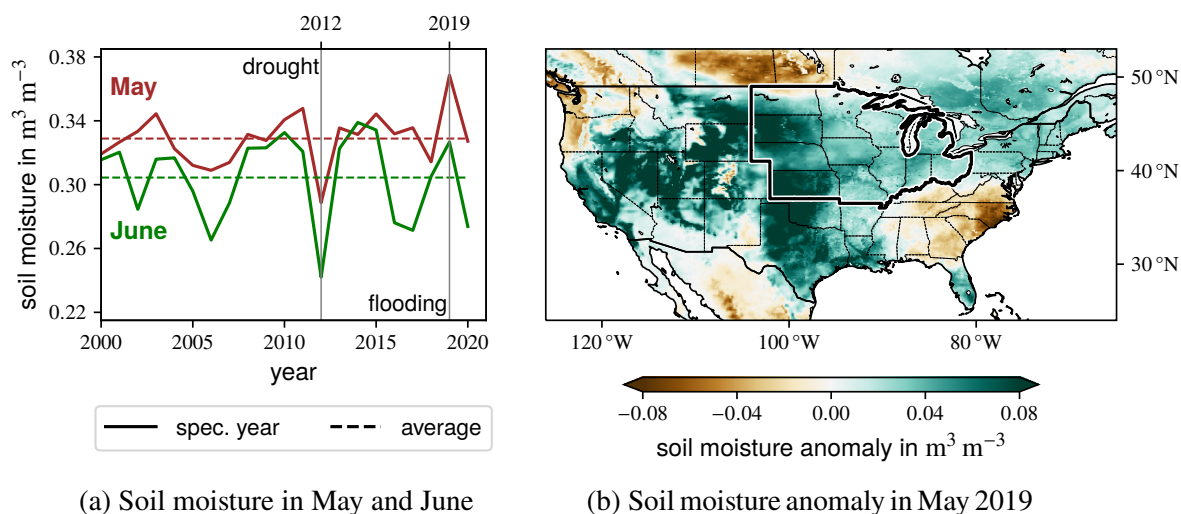 2012 2019
0.38
0.34
0.30
0.26
0.22
soil moisture in m³ m⁻³
drought
May
June
flooding
2000 2005 2010 2015 2020
year
spec. year average
(a) Soil moisture in May and June
50 °N
40 °N
30 °N
120 °W 100 °W 80 °W
−0.08 −0.04 0.00 0.04 0.08
soil moisture anomaly in m³ m⁻³
(b) Soil moisture anomaly in May 2019